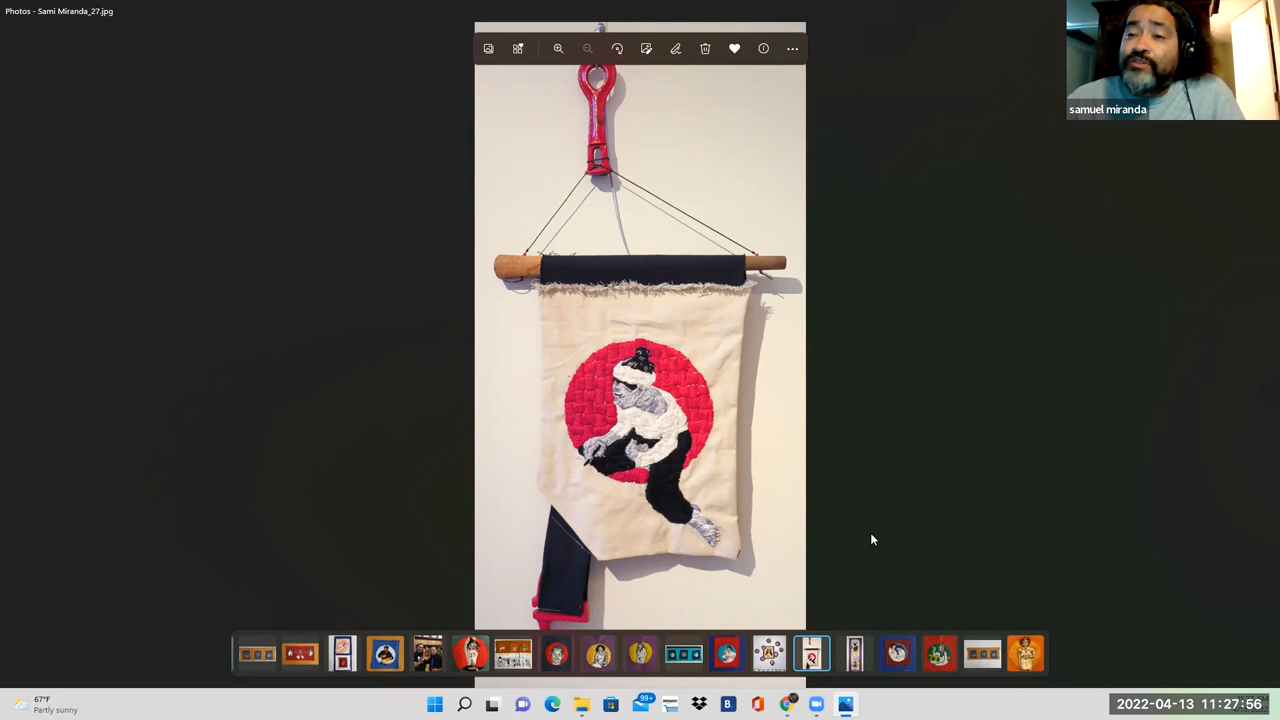 Photos - Sami Miranda_27.jpg
samuel miranda
67°F
Partly sunny
99+
B
2022-04-13 11:27:56